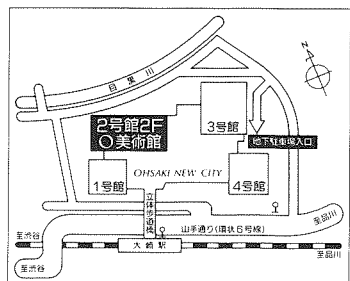 目黒川
N
2号館2F
O美術館
3号館
地下駐車場入口
OHSAKI NEW CITY
1号館
4号館
立体歩道橋
山手通り(環状6号線)
至品川
至渋谷
大崎駅
至渋谷
至品川